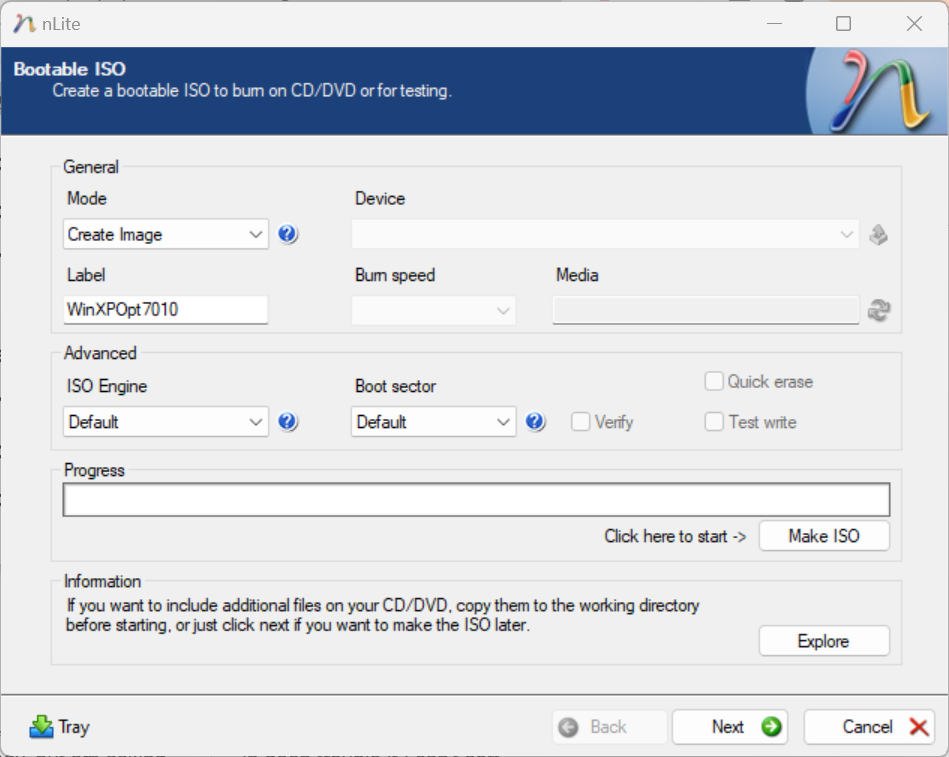 nLite
Bootable ISO
Create a bootable ISO to burn on CD/DVD or for testing.
General
Mode
Device
Create Image
Label
Burn speed
Media
WinXPOpt7010
Advanced
ISO Engine
Boot sector
Quick erase
Default
Default
Verify
Test write
Progress
Click here to start ->
Make ISO
Information
If you want to include additional files on your CD/DVD, copy them to the working directory
before starting, or just click next if you want to make the ISO later.
Explore
Tray
Back
Next
Cancel